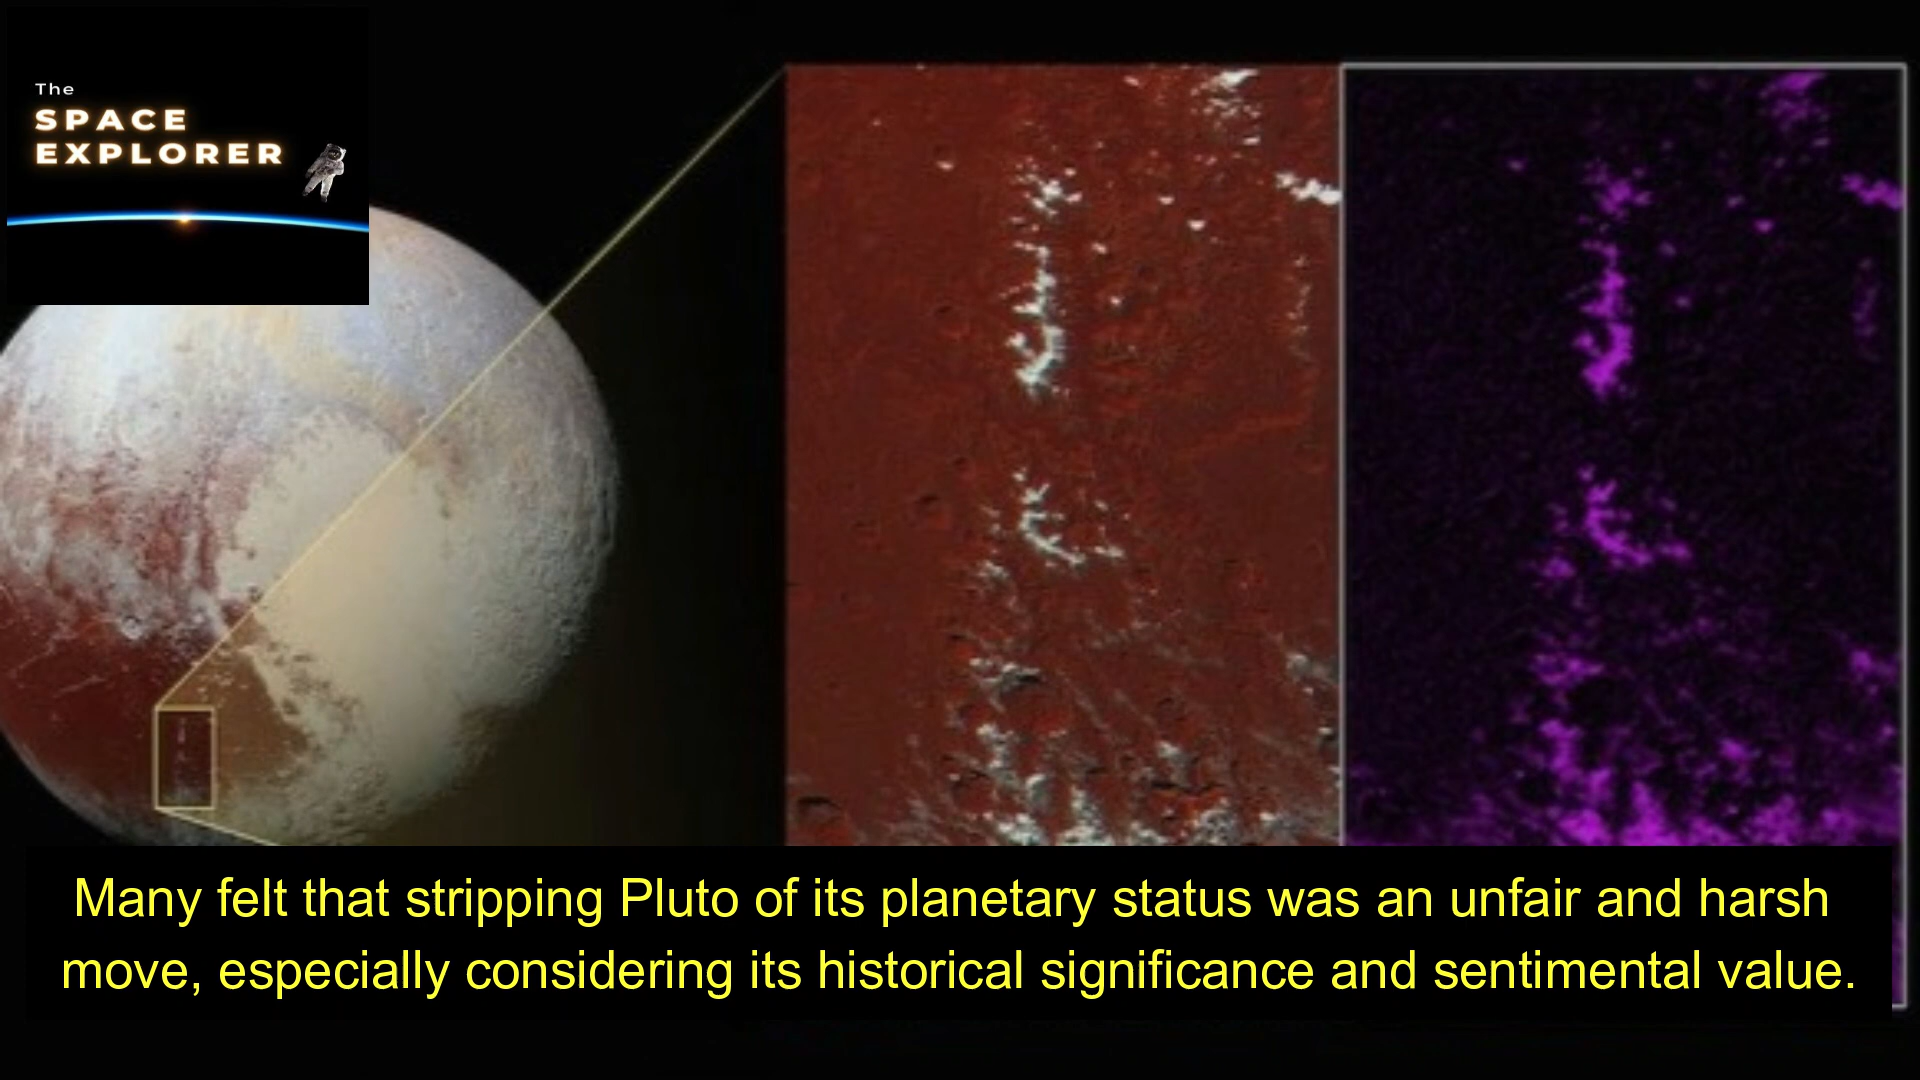 The
SPACE
EXPLORER
Many felt that stripping Pluto of its planetary status was an unfair and harsh
move, especially considering its historical significance and sentimental value.